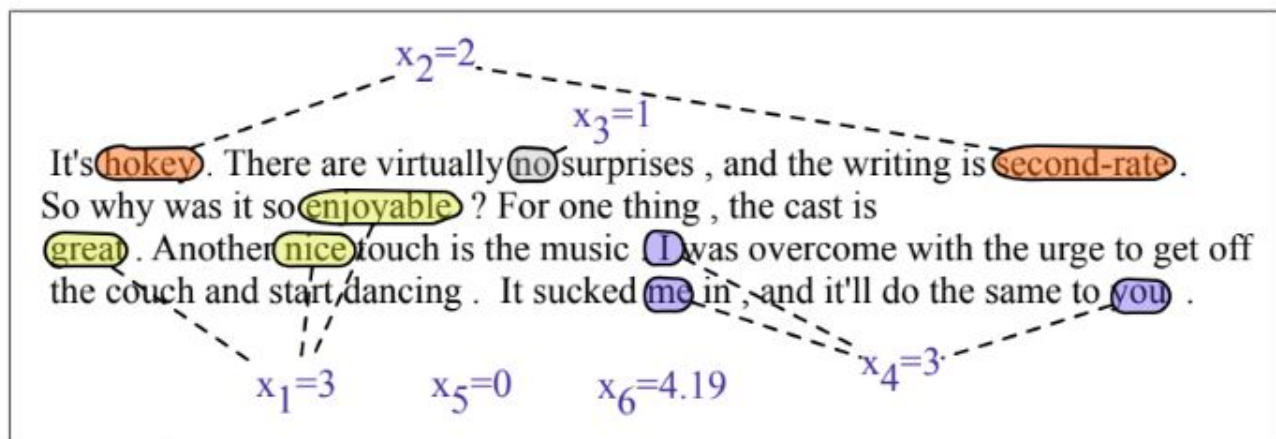 x2=2
x3=1
It's hokey . There are virtually no surprises , and the writing is second-rate .
So why was it so enjoyable ? For one thing , the cast is
great . Another nice touch is the music . I was overcome with the urge to get off
the couch and start dancing . It sucked me in , and it'll do the same to you .
x1=3 x5=0 x6=4.19 x4=3